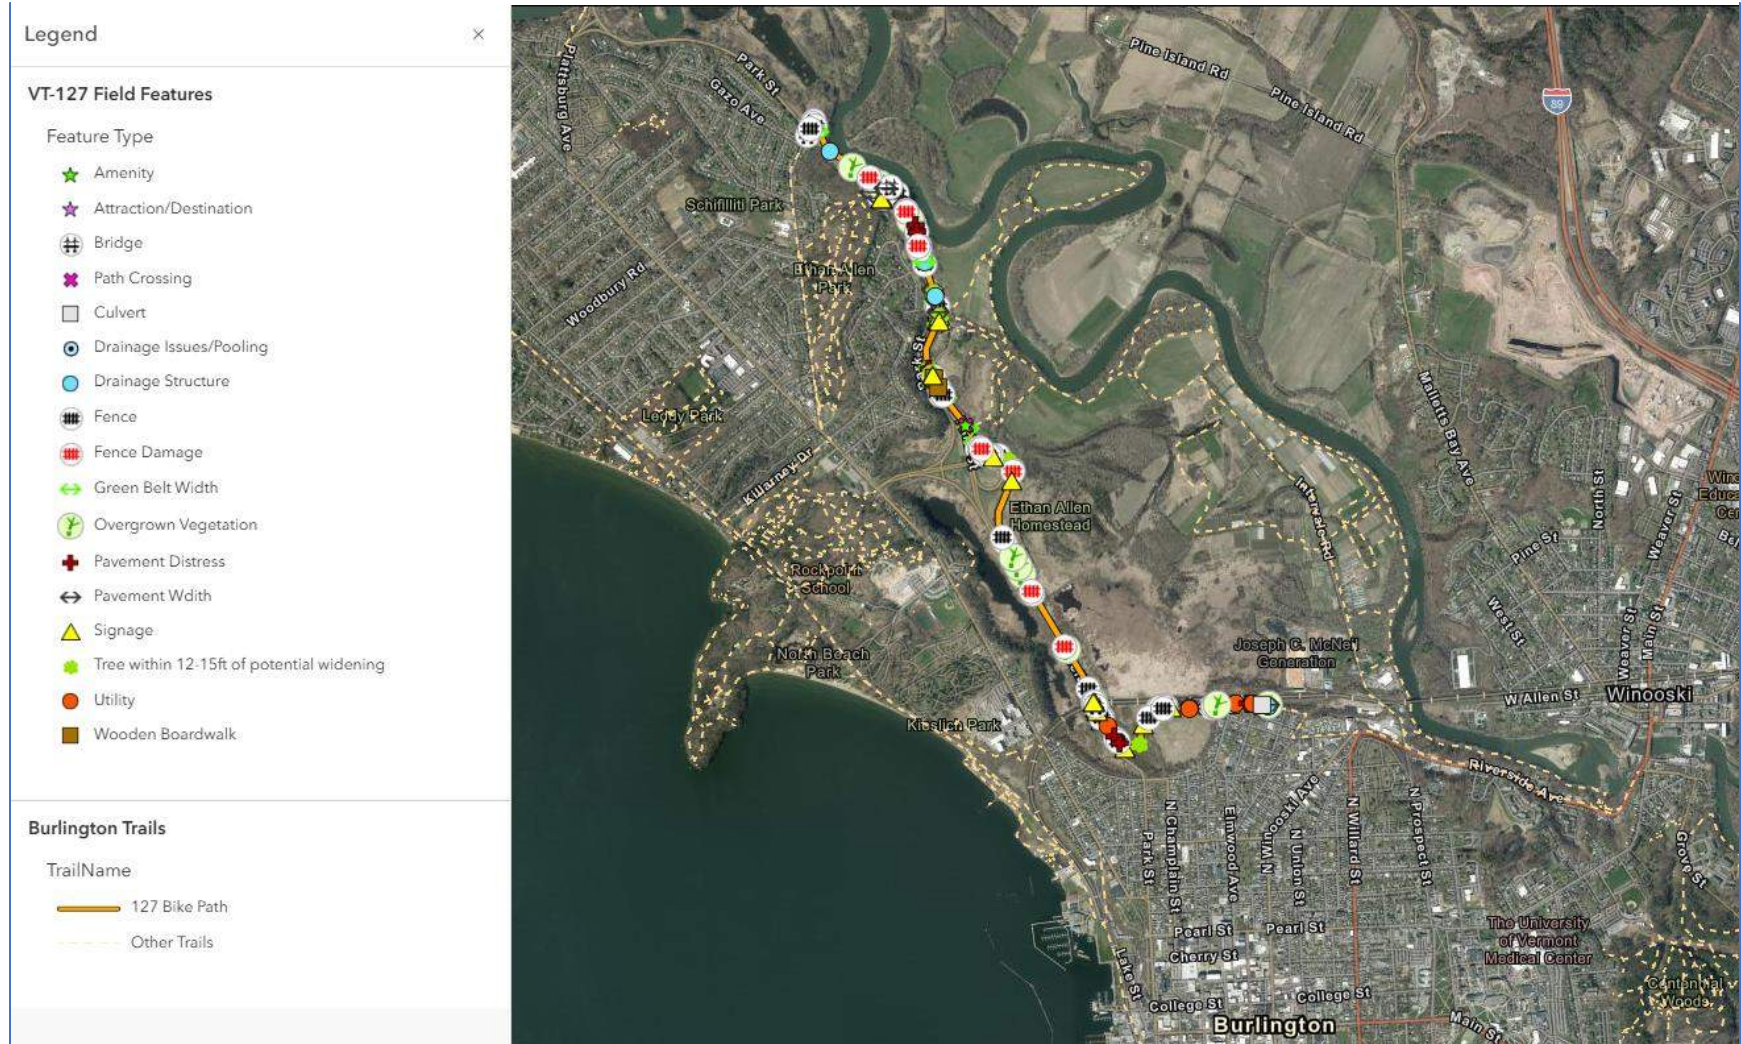 Legend
VT-127 Field Features
Feature Type
Amenity
Attraction/Destination
Bridge
Path Crossing
Culvert
Drainage Issues/Pooling
Drainage Structure
Fence
Fence Damage
Green Belt Width
Overgrown Vegetation
Pavement Distress
Pavement Wdith
Signage
Tree within 12-15ft of potential widening
Utility
Wooden Boardwalk
Burlington Trails
TrailName
127 Bike Path
Other Trails
Plattsburg Ave
Park St
Gazo Ave
Pine Island Rd
Pine Island Rd
89
Schifilliti Park
Ethan Allen
Park
Woodbury Rd
Leddy Park
Killarney Dr
Malletts Bay Ave
Ethan Allen
Homestead
Intervale Rd
North St
Weaver St
Pine St
Rockpoint
School
West St
Weaver St
Main St
North Beach
Park
Joseph C. McNeil
Generation
W Allen St
Winooski
Kieslich Park
Riverside Ave
Park St
N Champlain St
Elmwood Ave
N Winooski Ave
N Union St
N Willard St
N Prospect St
Grove St
Pearl St
Pearl St
The University
of Vermont
Medical Center
Cherry St
Lake St
College St
College St
Centennial
Woods
Burlington
Main St